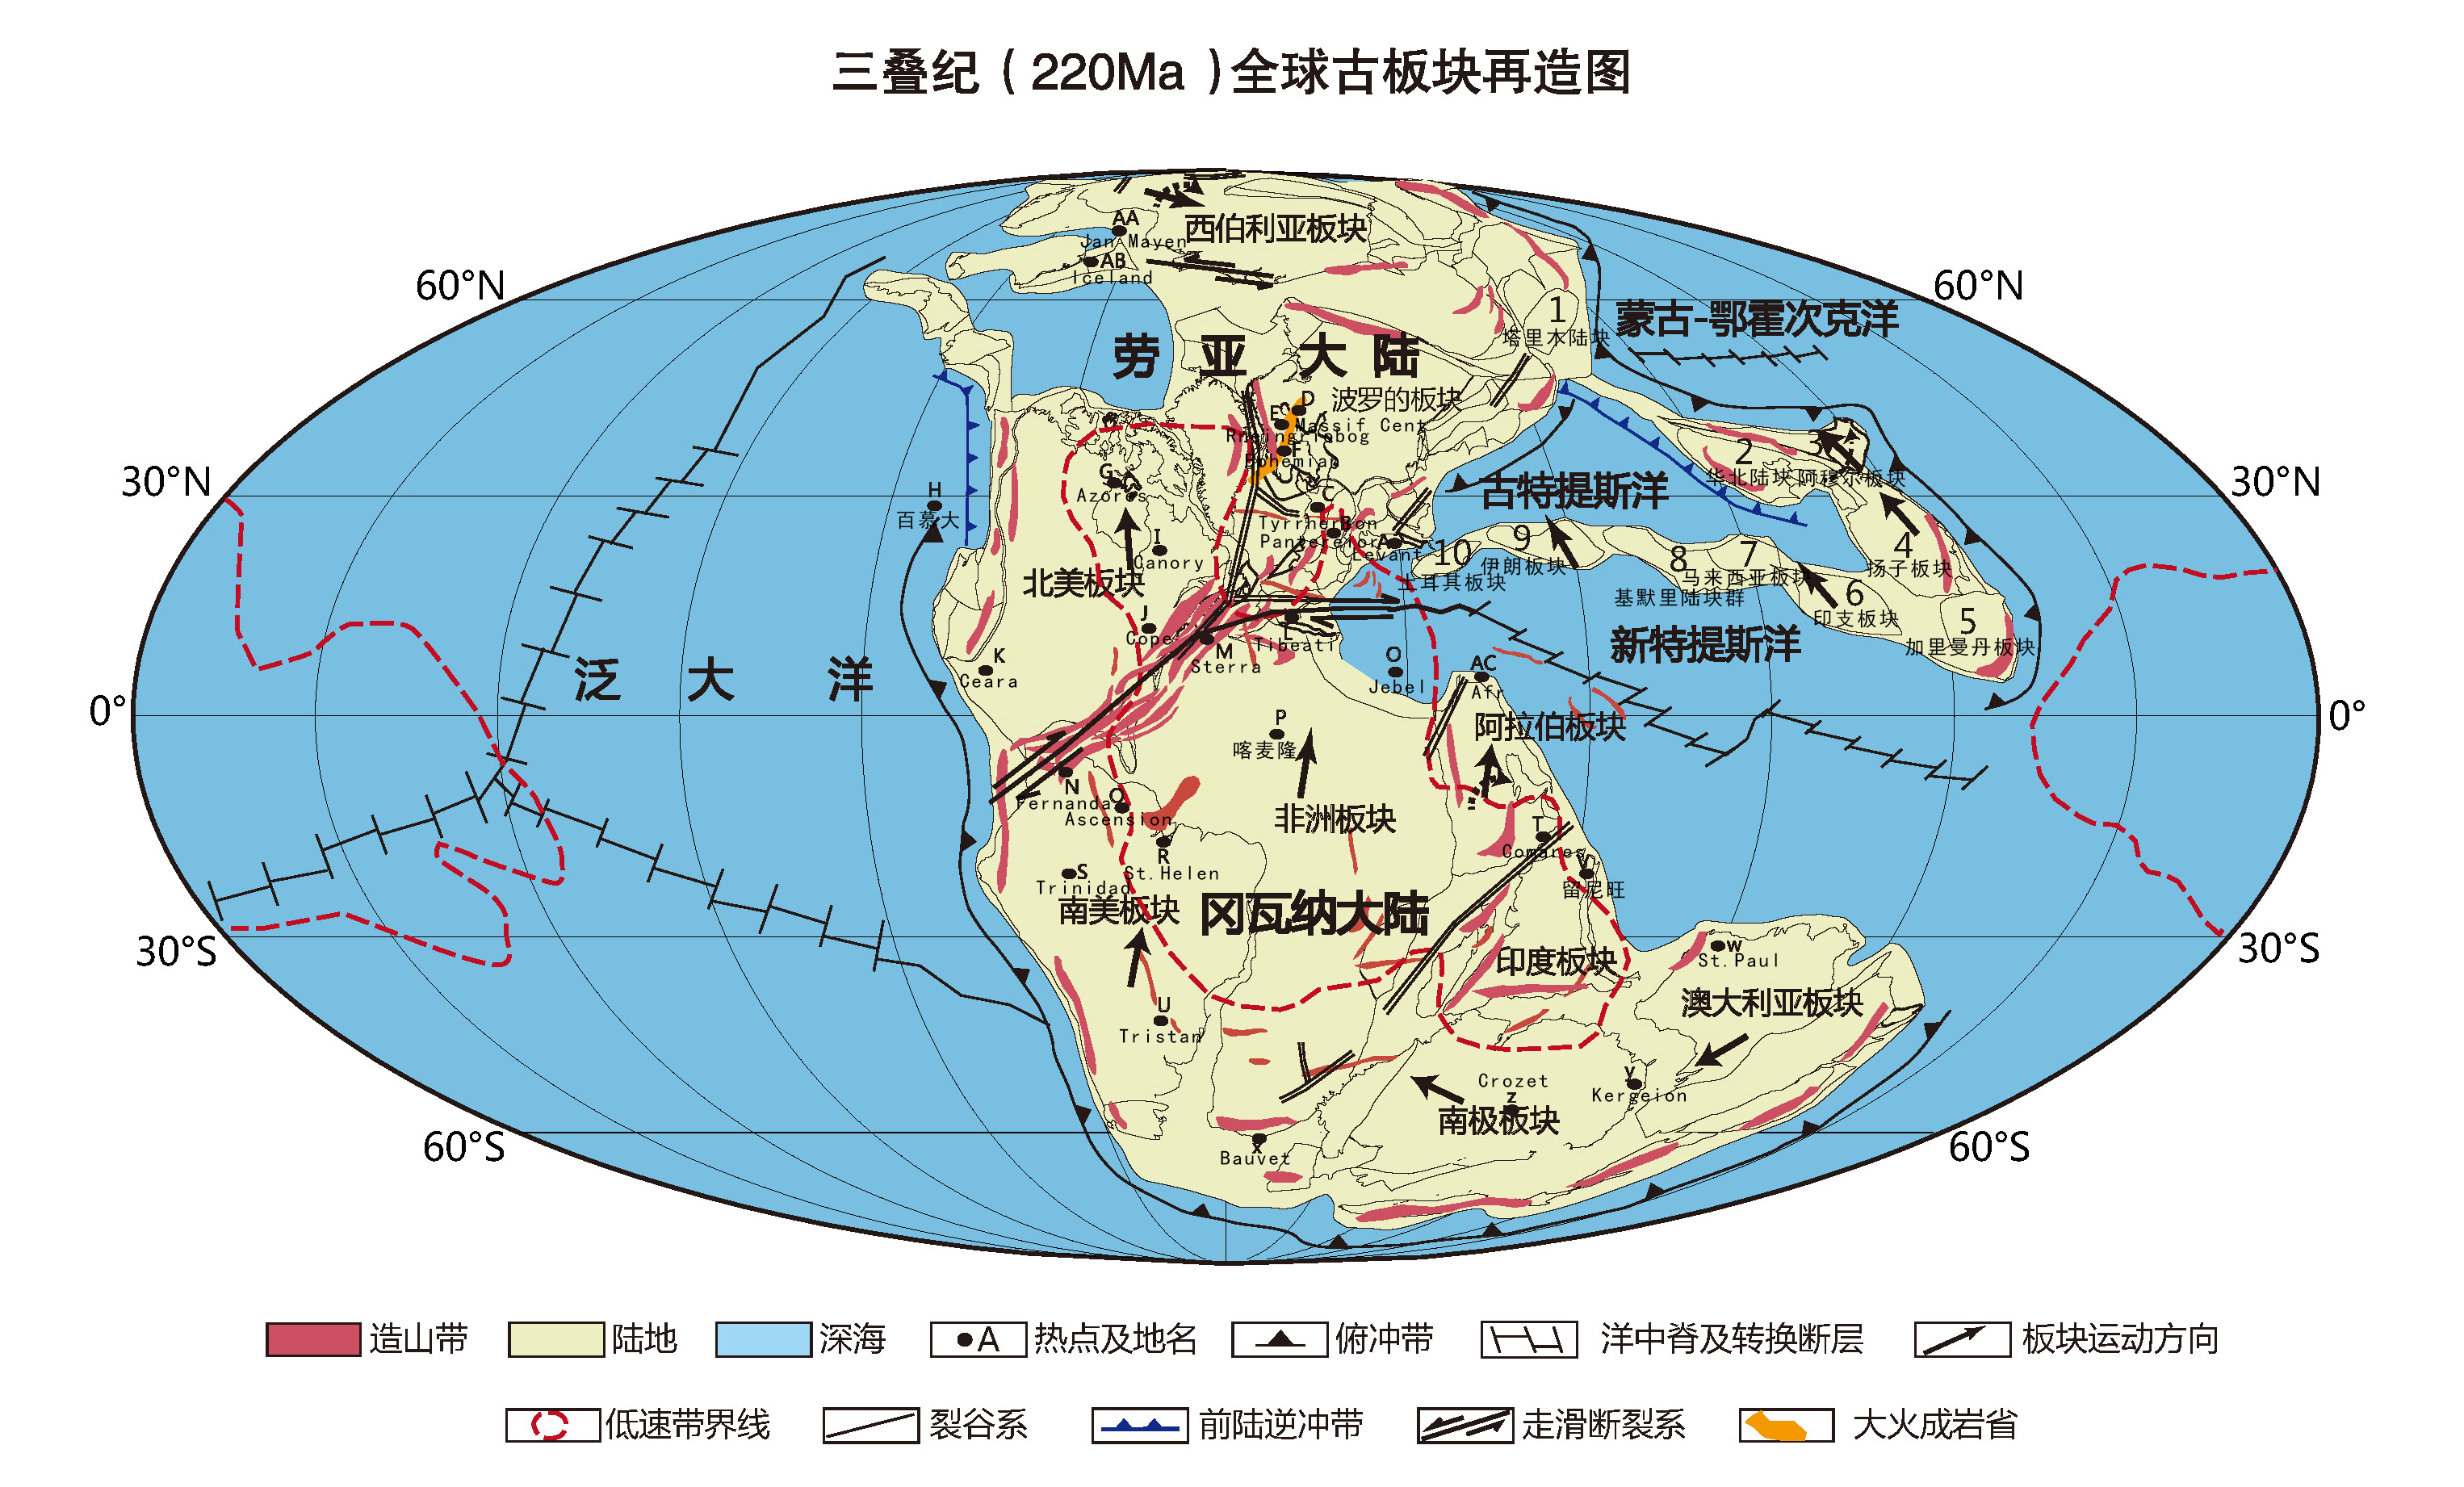 三叠纪（220Ma）全球古板块再造图
AA
Jan Mayen
西伯利亚板块
AB
Iceland
60°N
60°N
1
塔里木陆块
蒙古-鄂霍次克洋
劳亚大陆
D
波罗的板块
E
Massif Cent
F
Bohemian
2
3
华北陆块
阿穆尔板块
30°N
30°N
G
Azores
H
百慕大
古特提斯洋
C
B
A
Levant
I
Canory
10
9
8
7
4
土耳其板块
伊朗板块
马来西亚板块
扬子板块
基默里陆块群
6
印支板块
5
加里曼丹板块
北美板块
J
Cope
L
Tibeati
M
Sterra
新特提斯洋
K
Ceara
O
Jebel
AC
Afr
泛大洋
0°
0°
P
喀麦隆
阿拉伯板块
N
Fernanda
Q
Ascension
非洲板块
R
St.Helen
S
Trinidad
T
Comares
V
留尼旺
南美板块
冈瓦纳大陆
30°S
30°S
印度板块
W
St.Paul
澳大利亚板块
U
Tristan
Crozet
Z
y
Kergeion
南极板块
X
Bauvet
60°S
60°S
造山带
陆地
深海
A
热点及地名
俯冲带
洋中脊及转换断层
板块运动方向
低速带界线
裂谷系
前陆逆冲带
走滑断裂系
大火成岩省